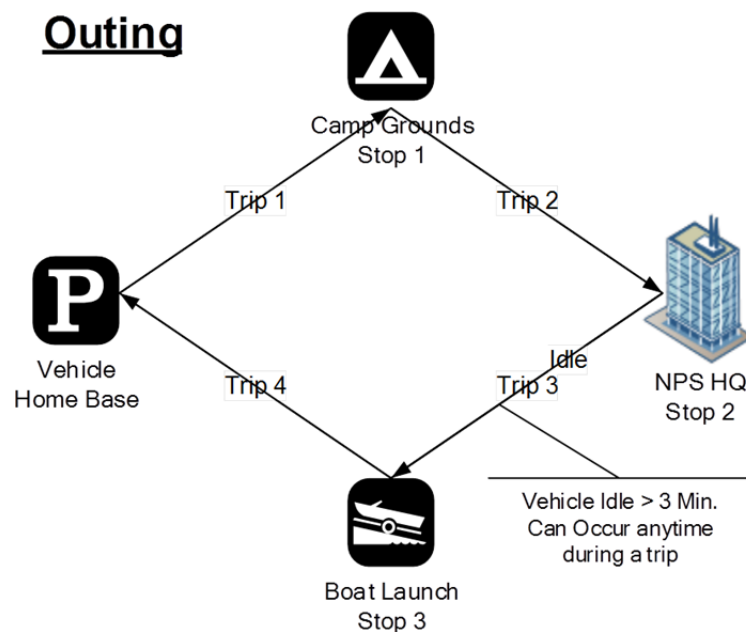 Outing
Camp Grounds
Stop 1
Trip 1
Trip 2
P
Vehicle
Home Base
Idle
Trip 3
NPS HQ
Stop 2
Trip 4
Vehicle Idle > 3 Min.
Can Occur anytime
during a trip
Boat Launch
Stop 3